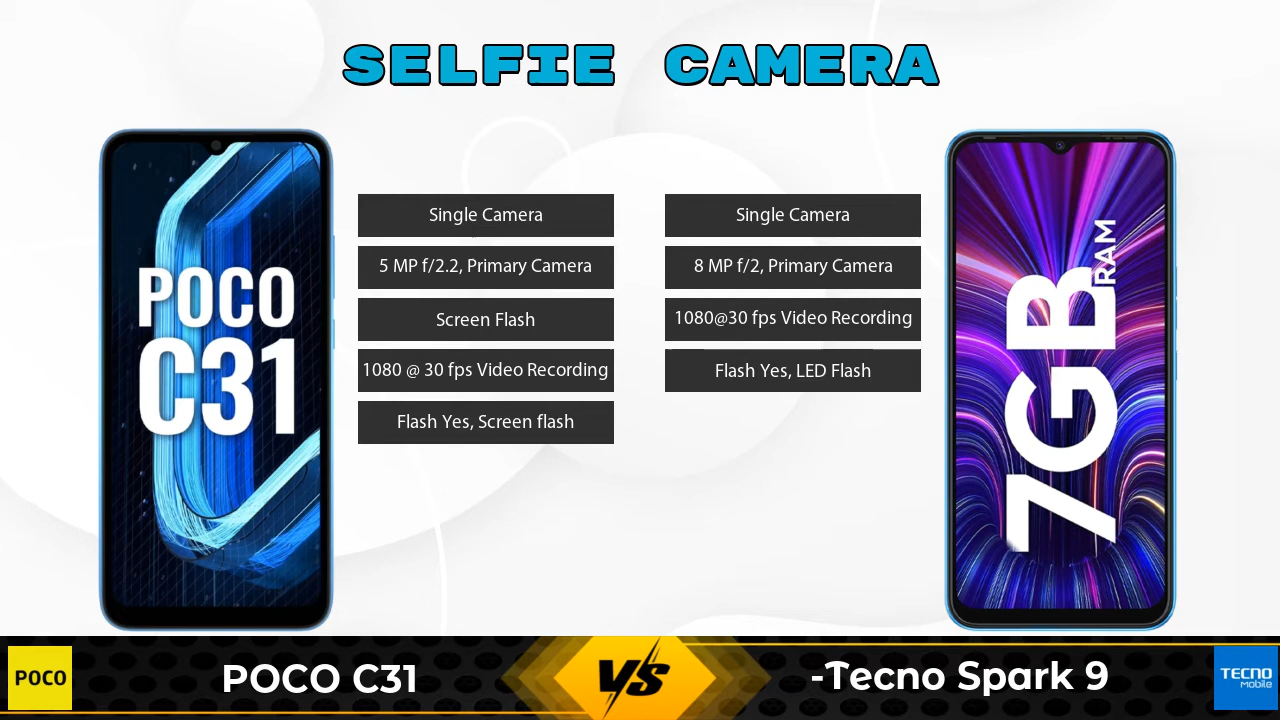 SELFIE CAMERA
POCO
C31
Single Camera
5 MP f/2.2, Primary Camera
Screen Flash
1080 @ 30 fps Video Recording
Flash Yes, Screen flash
Single Camera
8 MP f/2, Primary Camera
1080@30 fps Video Recording
Flash Yes, LED Flash
7GB
RAM
POCO
POCO C31
VS
-Tecno Spark 9
TECNO
mobile